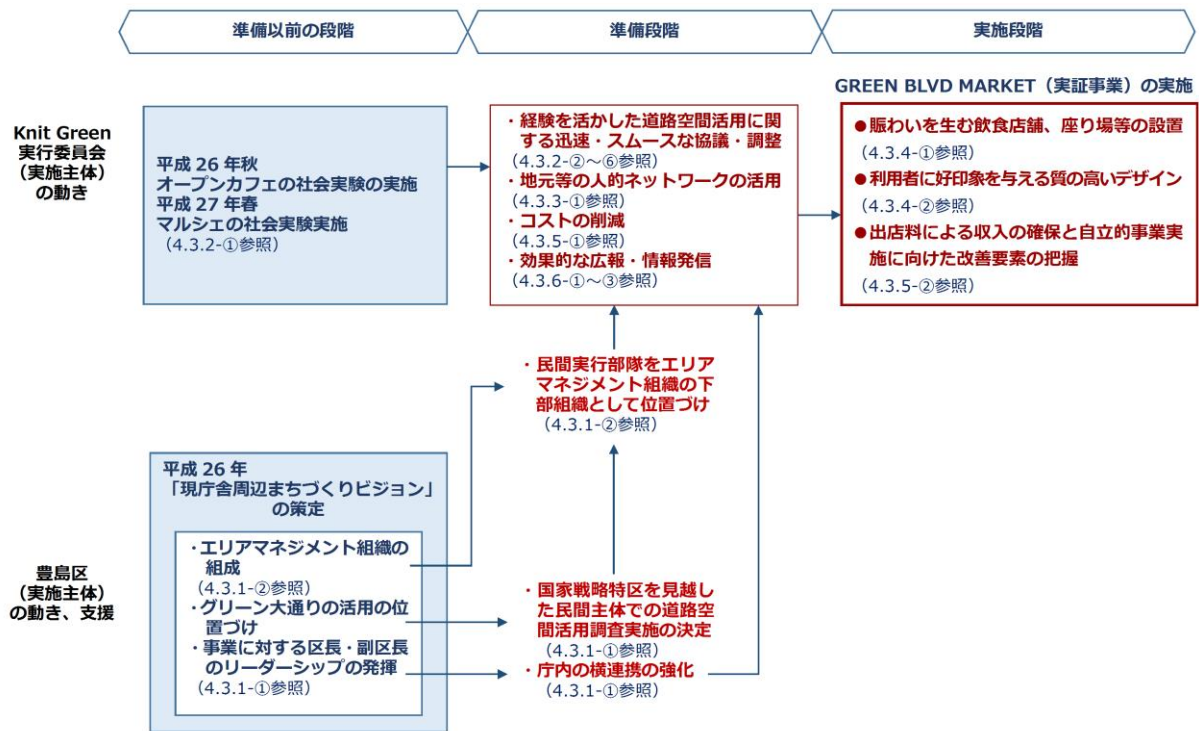 準備以前の段階
準備段階
実施段階
GREEN BLVD MARKET（実証事業）の実施
Knit Green
実行委員会
（実施主体）
の動き
平成 26 年秋
オープンカフェの社会実験の実施
平成 27 年春
マルシェの社会実験実施
（4.3.2-①参照）
・経験を活かした道路空間活用に関
する迅速・スムースな協議・調整
（4.3.2-②～⑥参照）
・地元等の人的ネットワークの活用
（4.3.3-①参照）
・コストの削減
（4.3.5-①参照）
・効果的な広報・情報発信
（4.3.6-①～③参照）
●賑わいを生む飲食店舗、座り場等の設置
（4.3.4-①参照）
●利用者に好印象を与える質の高いデザイン
（4.3.4-②参照）
●出店料による収入の確保と自立的事業実
施に向けた改善要素の把握
（4.3.5-②参照）
・民間実行部隊をエリア
マネジメント組織の下
部組織として位置づけ
（4.3.1-②参照）
豊島区
（実施主体）
の動き、支援
平成 26 年
「現庁舎周辺まちづくりビジョン」
の策定
・エリアマネジメント組織の
組成
（4.3.1-②参照）
・グリーン大通りの活用の位
置づけ
・事業に対する区長・副区長
のリーダーシップの発揮
（4.3.1-①参照）
・国家戦略特区を見越し
た民間主体での道路空
間活用調査実施の決定
（4.3.1-①参照）
・庁内の横連携の強化
（4.3.1-①参照）